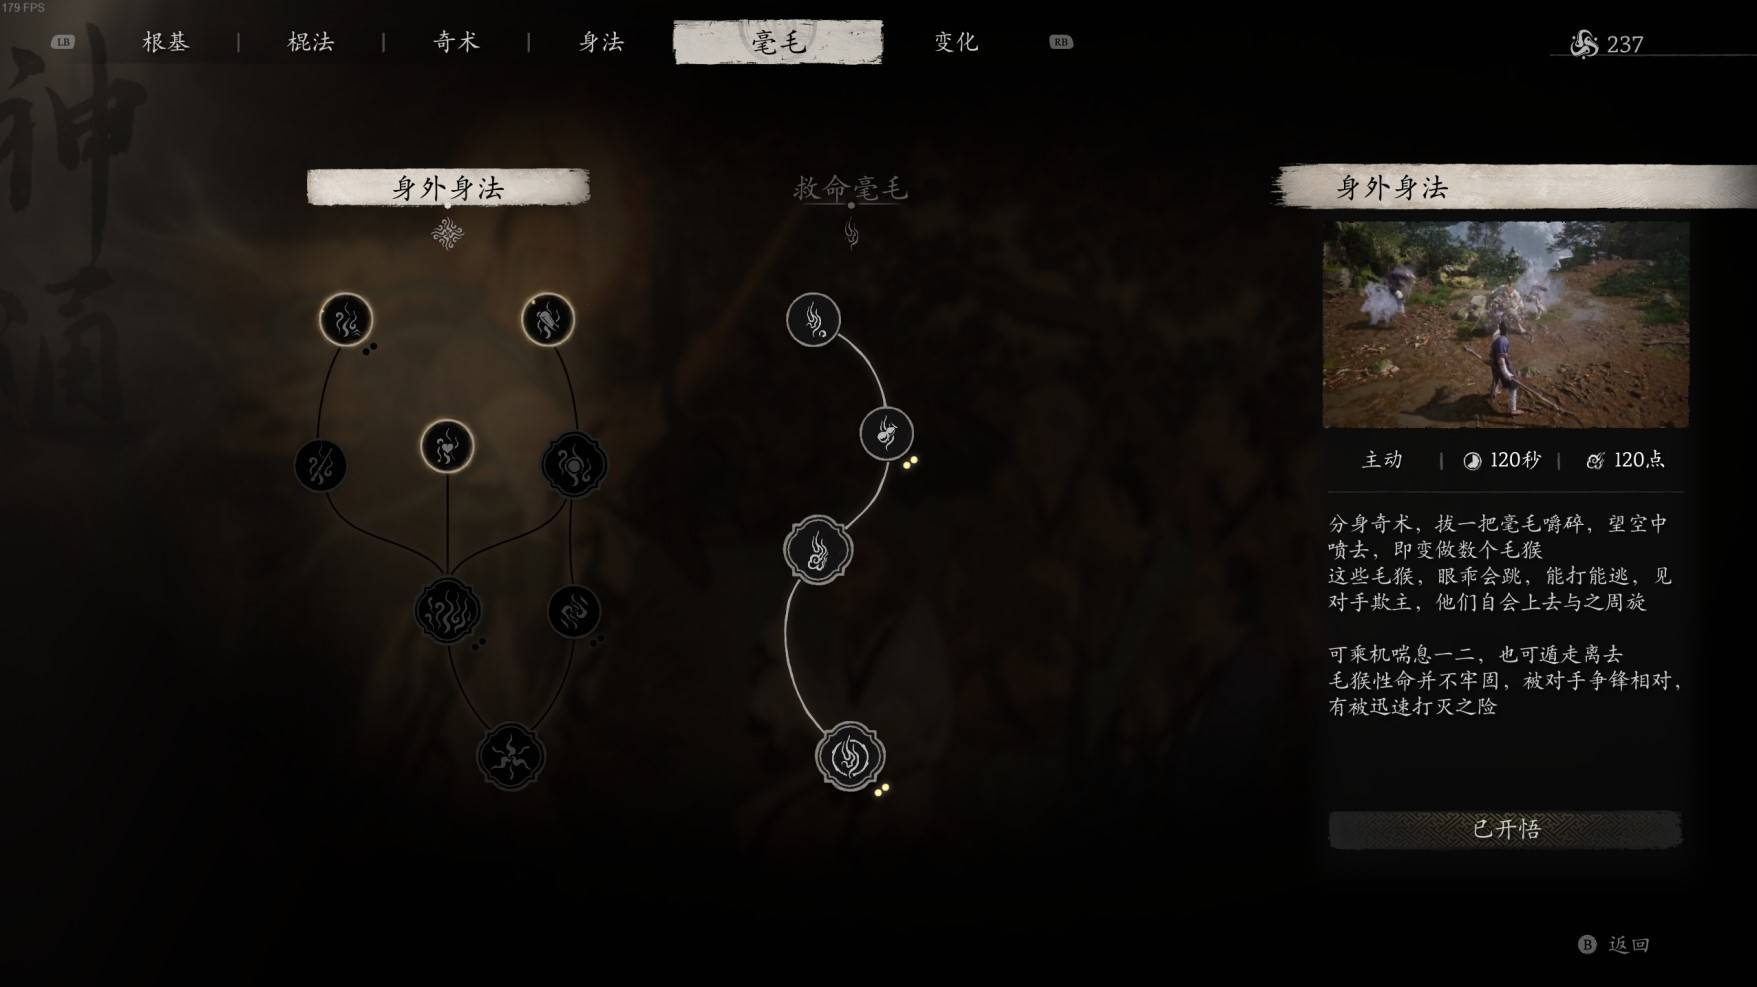 179 FPS
LB 根基 | 棍法 | 奇术 | 身法 毫毛 变化 RB
237
神通
身外身法
救命毫毛
身外身法
主动 | 120秒 | 120点
分身奇术，拔一把毫毛嚼碎，望空中
喷去，即变做数个毛猴
这些毛猴，眼乖会跳，能打能逃，见
对手欺主，他们自会上去与之周旋
可乘机喘息一二，也可遁走离去
毛猴性命并不牢固，被对手争锋相对，
有被迅速打灭之险
已开悟
B 返回